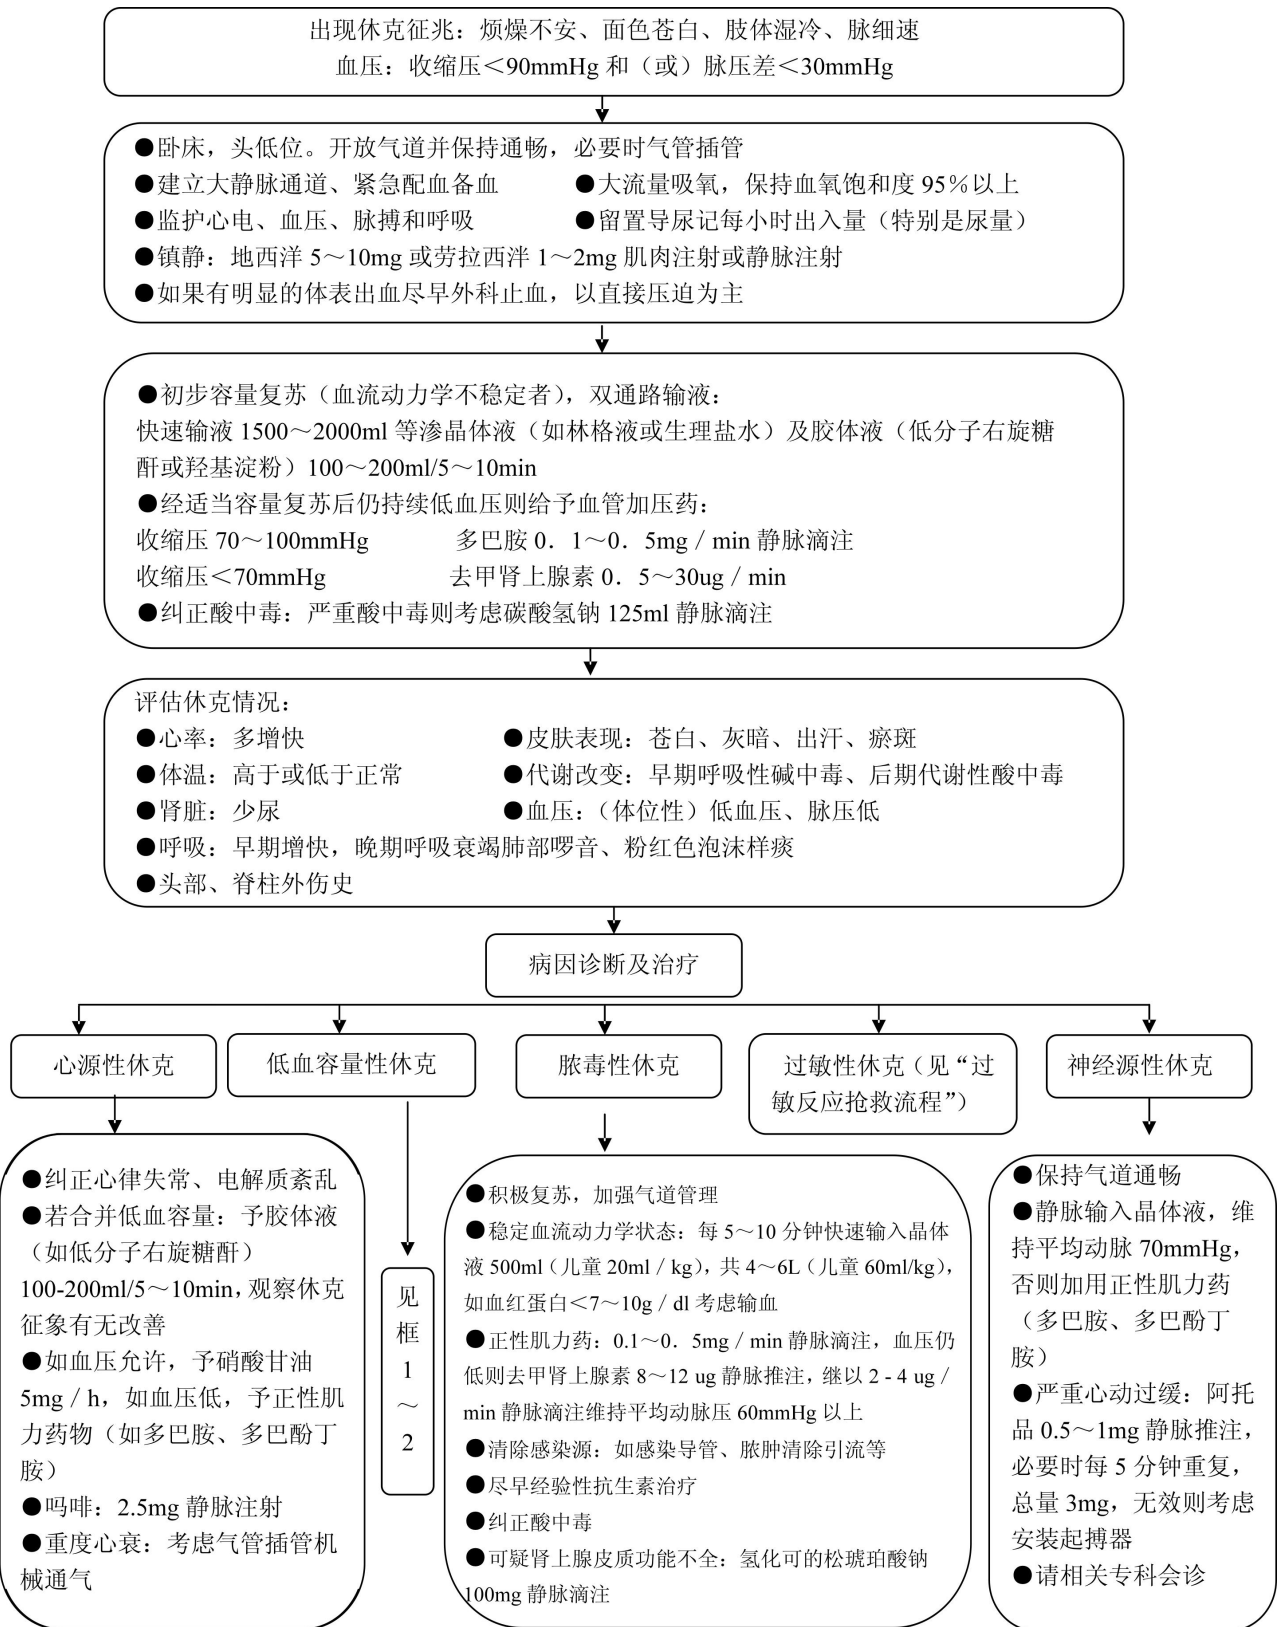 出现休克征兆：烦燥不安、面色苍白、肢体湿冷、脉细速
血压：收缩压＜90mmHg 和（或）脉压差＜30mmHg
●卧床，头低位。开放气道并保持通畅，必要时气管插管
●建立大静脉通道、紧急配血备血 ●大流量吸氧，保持血氧饱和度 95%以上
●监护心电、血压、脉搏和呼吸 ●留置导尿记每小时出入量（特别是尿量）
●镇静：地西泮 5～10mg 或劳拉西泮 1～2mg 肌肉注射或静脉注射
●如果有明显的体表出血尽早外科止血，以直接压迫为主
●初步容量复苏（血流动力学不稳定者），双通路输液：
快速输液 1500～2000ml 等渗晶体液（如林格液或生理盐水）及胶体液（低分子右旋糖
酐或羟基淀粉）100～200ml/5～10min
●经适当容量复苏后仍持续低血压则给予血管加压药：
收缩压 70～100mmHg 多巴胺 0．1～0．5mg／min 静脉滴注
收缩压＜70mmHg 去甲肾上腺素 0．5～30ug／min
●纠正酸中毒：严重酸中毒则考虑碳酸氢钠 125ml 静脉滴注
评估休克情况：
●心率：多增快 ●皮肤表现：苍白、灰暗、出汗、瘀斑
●体温：高于或低于正常 ●代谢改变：早期呼吸性碱中毒、后期代谢性酸中毒
●肾脏：少尿 ●血压：（体位性）低血压、脉压低
●呼吸：早期增快，晚期呼吸衰竭肺部啰音、粉红色泡沫样痰
●头部、脊柱外伤史
病因诊断及治疗
心源性休克
低血容量性休克
脓毒性休克
过敏性休克（见“过
敏反应抢救流程”）
神经源性休克
●纠正心律失常、电解质紊乱
●若合并低血容量：予胶体液
（如低分子右旋糖酐）
100-200ml/5～10min，观察休克
征象有无改善
●如血压允许，予硝酸甘油
5mg／h，如血压低，予正性肌
力药物（如多巴胺、多巴酚丁
胺）
●吗啡：2.5mg 静脉注射
●重度心衰：考虑气管插管机
械通气
见
框
1
～
2
●积极复苏，加强气道管理
●稳定血流动力学状态：每 5～10 分钟快速输入晶体
液 500ml（儿童 20ml／kg），共 4～6L（儿童 60ml/kg），
如血红蛋白＜7～10g／dl 考虑输血
●正性肌力药：0.1～0．5mg／min 静脉滴注，血压仍
低则去甲肾上腺素 8～12 ug 静脉推注，继以 2 - 4 ug／
min 静脉滴注维持平均动脉压 60mmHg 以上
●清除感染源：如感染导管、脓肿清除引流等
●尽早经验性抗生素治疗
●纠正酸中毒
●可疑肾上腺皮质功能不全：氢化可的松琥珀酸钠
100mg 静脉滴注
●保持气道通畅
●静脉输入晶体液，维
持平均动脉 70mmHg，
否则加用正性肌力药
（多巴胺、多巴酚丁
胺）
●严重心动过缓：阿托
品 0.5～1mg 静脉推注，
必要时每 5 分钟重复，
总量 3mg，无效则考虑
安装起搏器
●请相关专科会诊